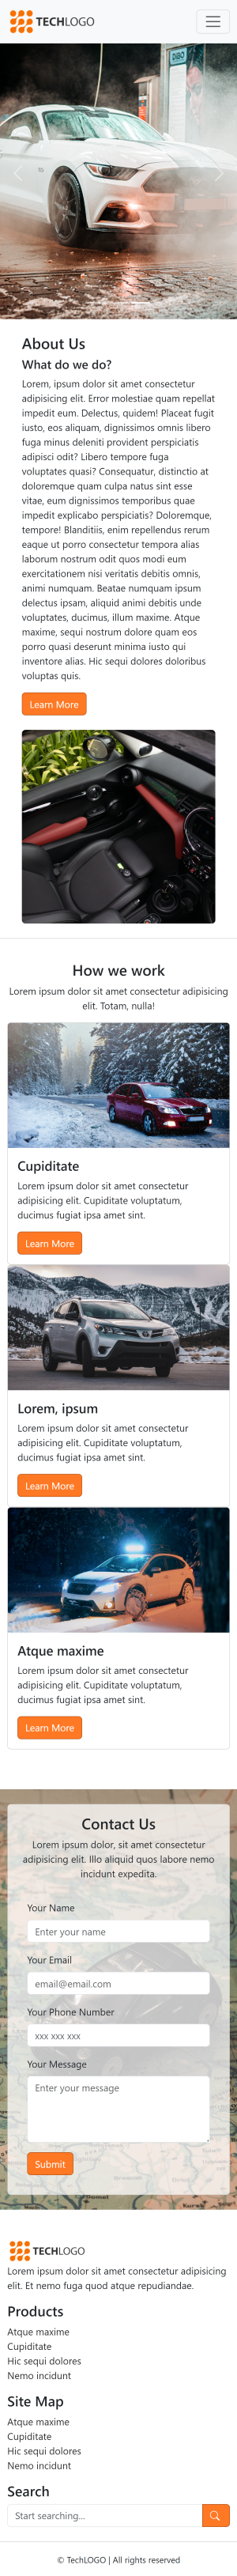 TECHLOGO
About Us
What do we do?
Lorem, ipsum dolor sit amet consectetur
adipisicing elit. Error molestiae quam repellat
impedit eum. Delectus, quidem! Placeat fugit
iusto, eos aliquam, dignissimos omnis libero
fuga minus deleniti provident perspiciatis
adipisci odit? Libero tempore fuga
voluptates quasi? Consequatur, distinctio at
doloremque quam culpa natus sint esse
vitae, eum dignissimos temporibus quae
impedit explicabo perspiciatis? Doloremque,
tempore! Blanditiis, enim repellendus rerum
eaque ut porro consectetur tempora alias
laborum nostrum odit quos modi eum
exercitationem nisi veritatis debitis omnis,
animi numquam. Beatae numquam ipsum
delectus ipsam, aliquid animi debitis unde
voluptates, ducimus, illum maxime. Atque
maxime, sequi nostrum dolore quam eos
porro quasi deserunt minima iusto qui
inventore alias. Hic sequi dolores doloribus
voluptas quis.
Learn More
How we work
Lorem ipsum dolor sit amet consectetur adipisicing
elit. Totam, nulla!
Cupiditate
Lorem ipsum dolor sit amet consectetur
adipisicing elit. Cupiditate voluptatum,
ducimus fugiat ipsa amet sint.
Learn More
Lorem, ipsum
Lorem ipsum dolor sit amet consectetur
adipisicing elit. Cupiditate voluptatum,
ducimus fugiat ipsa amet sint.
Learn More
Atque maxime
Lorem ipsum dolor sit amet consectetur
adipisicing elit. Cupiditate voluptatum,
ducimus fugiat ipsa amet sint.
Learn More
Contact Us
Lorem ipsum dolor, sit amet consectetur
adipisicing elit. Illo aliquid quos labore nemo
incidunt expedita.
Your Name
Enter your name
Your Email
email@email.com
Your Phone Number
xxx xxx xxx
Your Message
Enter your message
Submit
TECHLOGO
Lorem ipsum dolor sit amet consectetur adipisicing
elit. Et nemo fuga quod atque repudiandae.
Products
Atque maxime
Cupiditate
Hic sequi dolores
Nemo incidunt
Site Map
Atque maxime
Cupiditate
Hic sequi dolores
Nemo incidunt
Search
Start searching...
© TechLOGO | All rights reserved